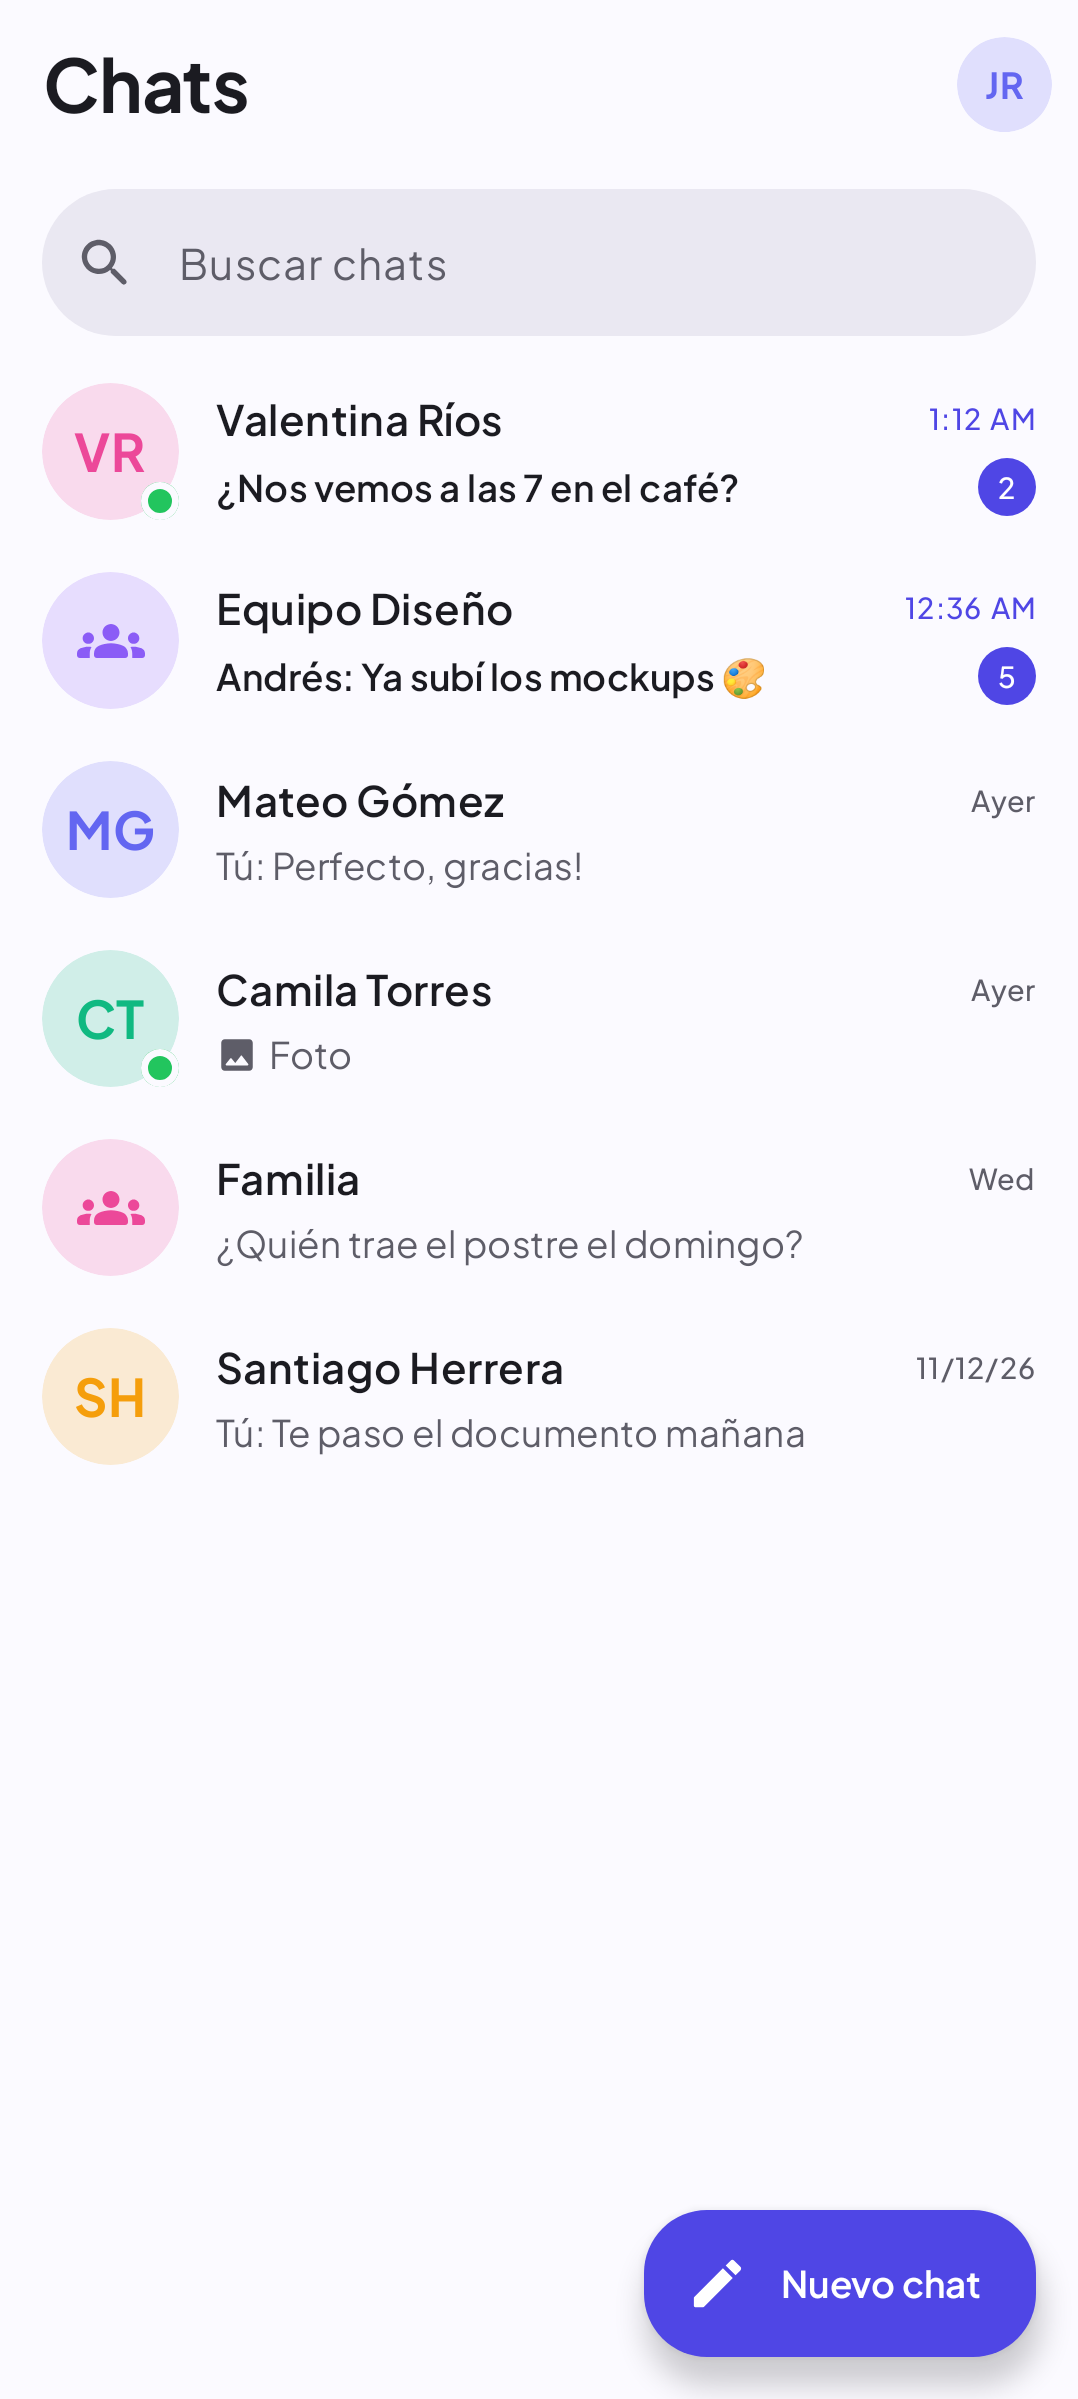 Chats
JR
Buscar chats
VR
Valentina Ríos
1:12 AM
¿Nos vemos a las 7 en el café?
2
Equipo Diseño
12:36 AM
Andrés: Ya subí los mockups 🎨
5
MG
Mateo Gómez
Ayer
Tú: Perfecto, gracias!
CT
Camila Torres
Ayer
Foto
Familia
Wed
¿Quién trae el postre el domingo?
SH
Santiago Herrera
11/12/26
Tú: Te paso el documento mañana
Nuevo chat